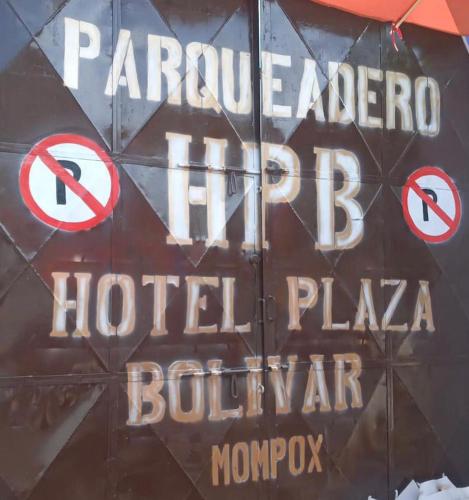 PARQUEADERO
P HPB P
HOTEL PLAZA
BOLIVAR
MOMPOX